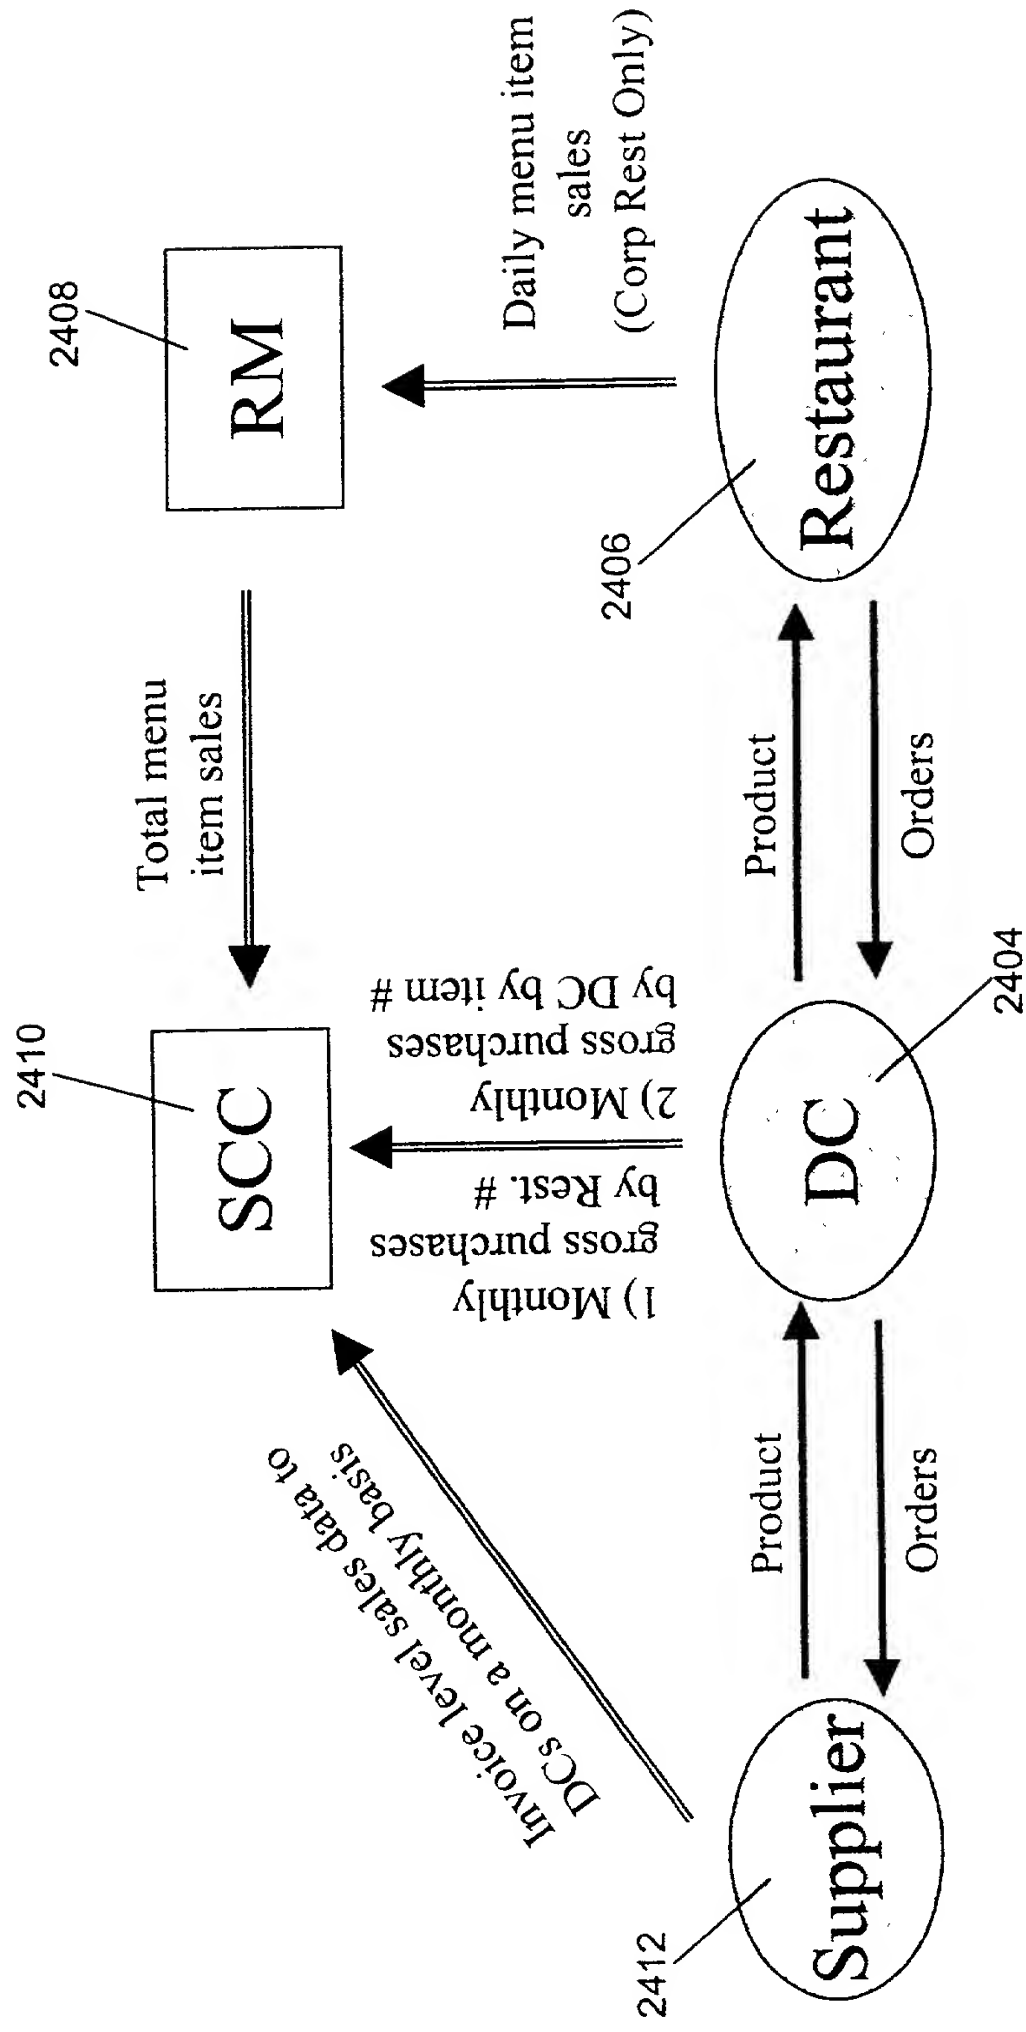 2410
SCC
Total menu
item sales
2408
RM
Invoice level sales data to
DCs on a monthly basis
1) Monthly
gross purchases
by Rest. #
2) Monthly
gross purchases
by DC by item #
Daily menu item
sales
(Corp Rest Only)
2412
Supplier
Product
Orders
DC
2404
Product
Orders
2406
Restaurant